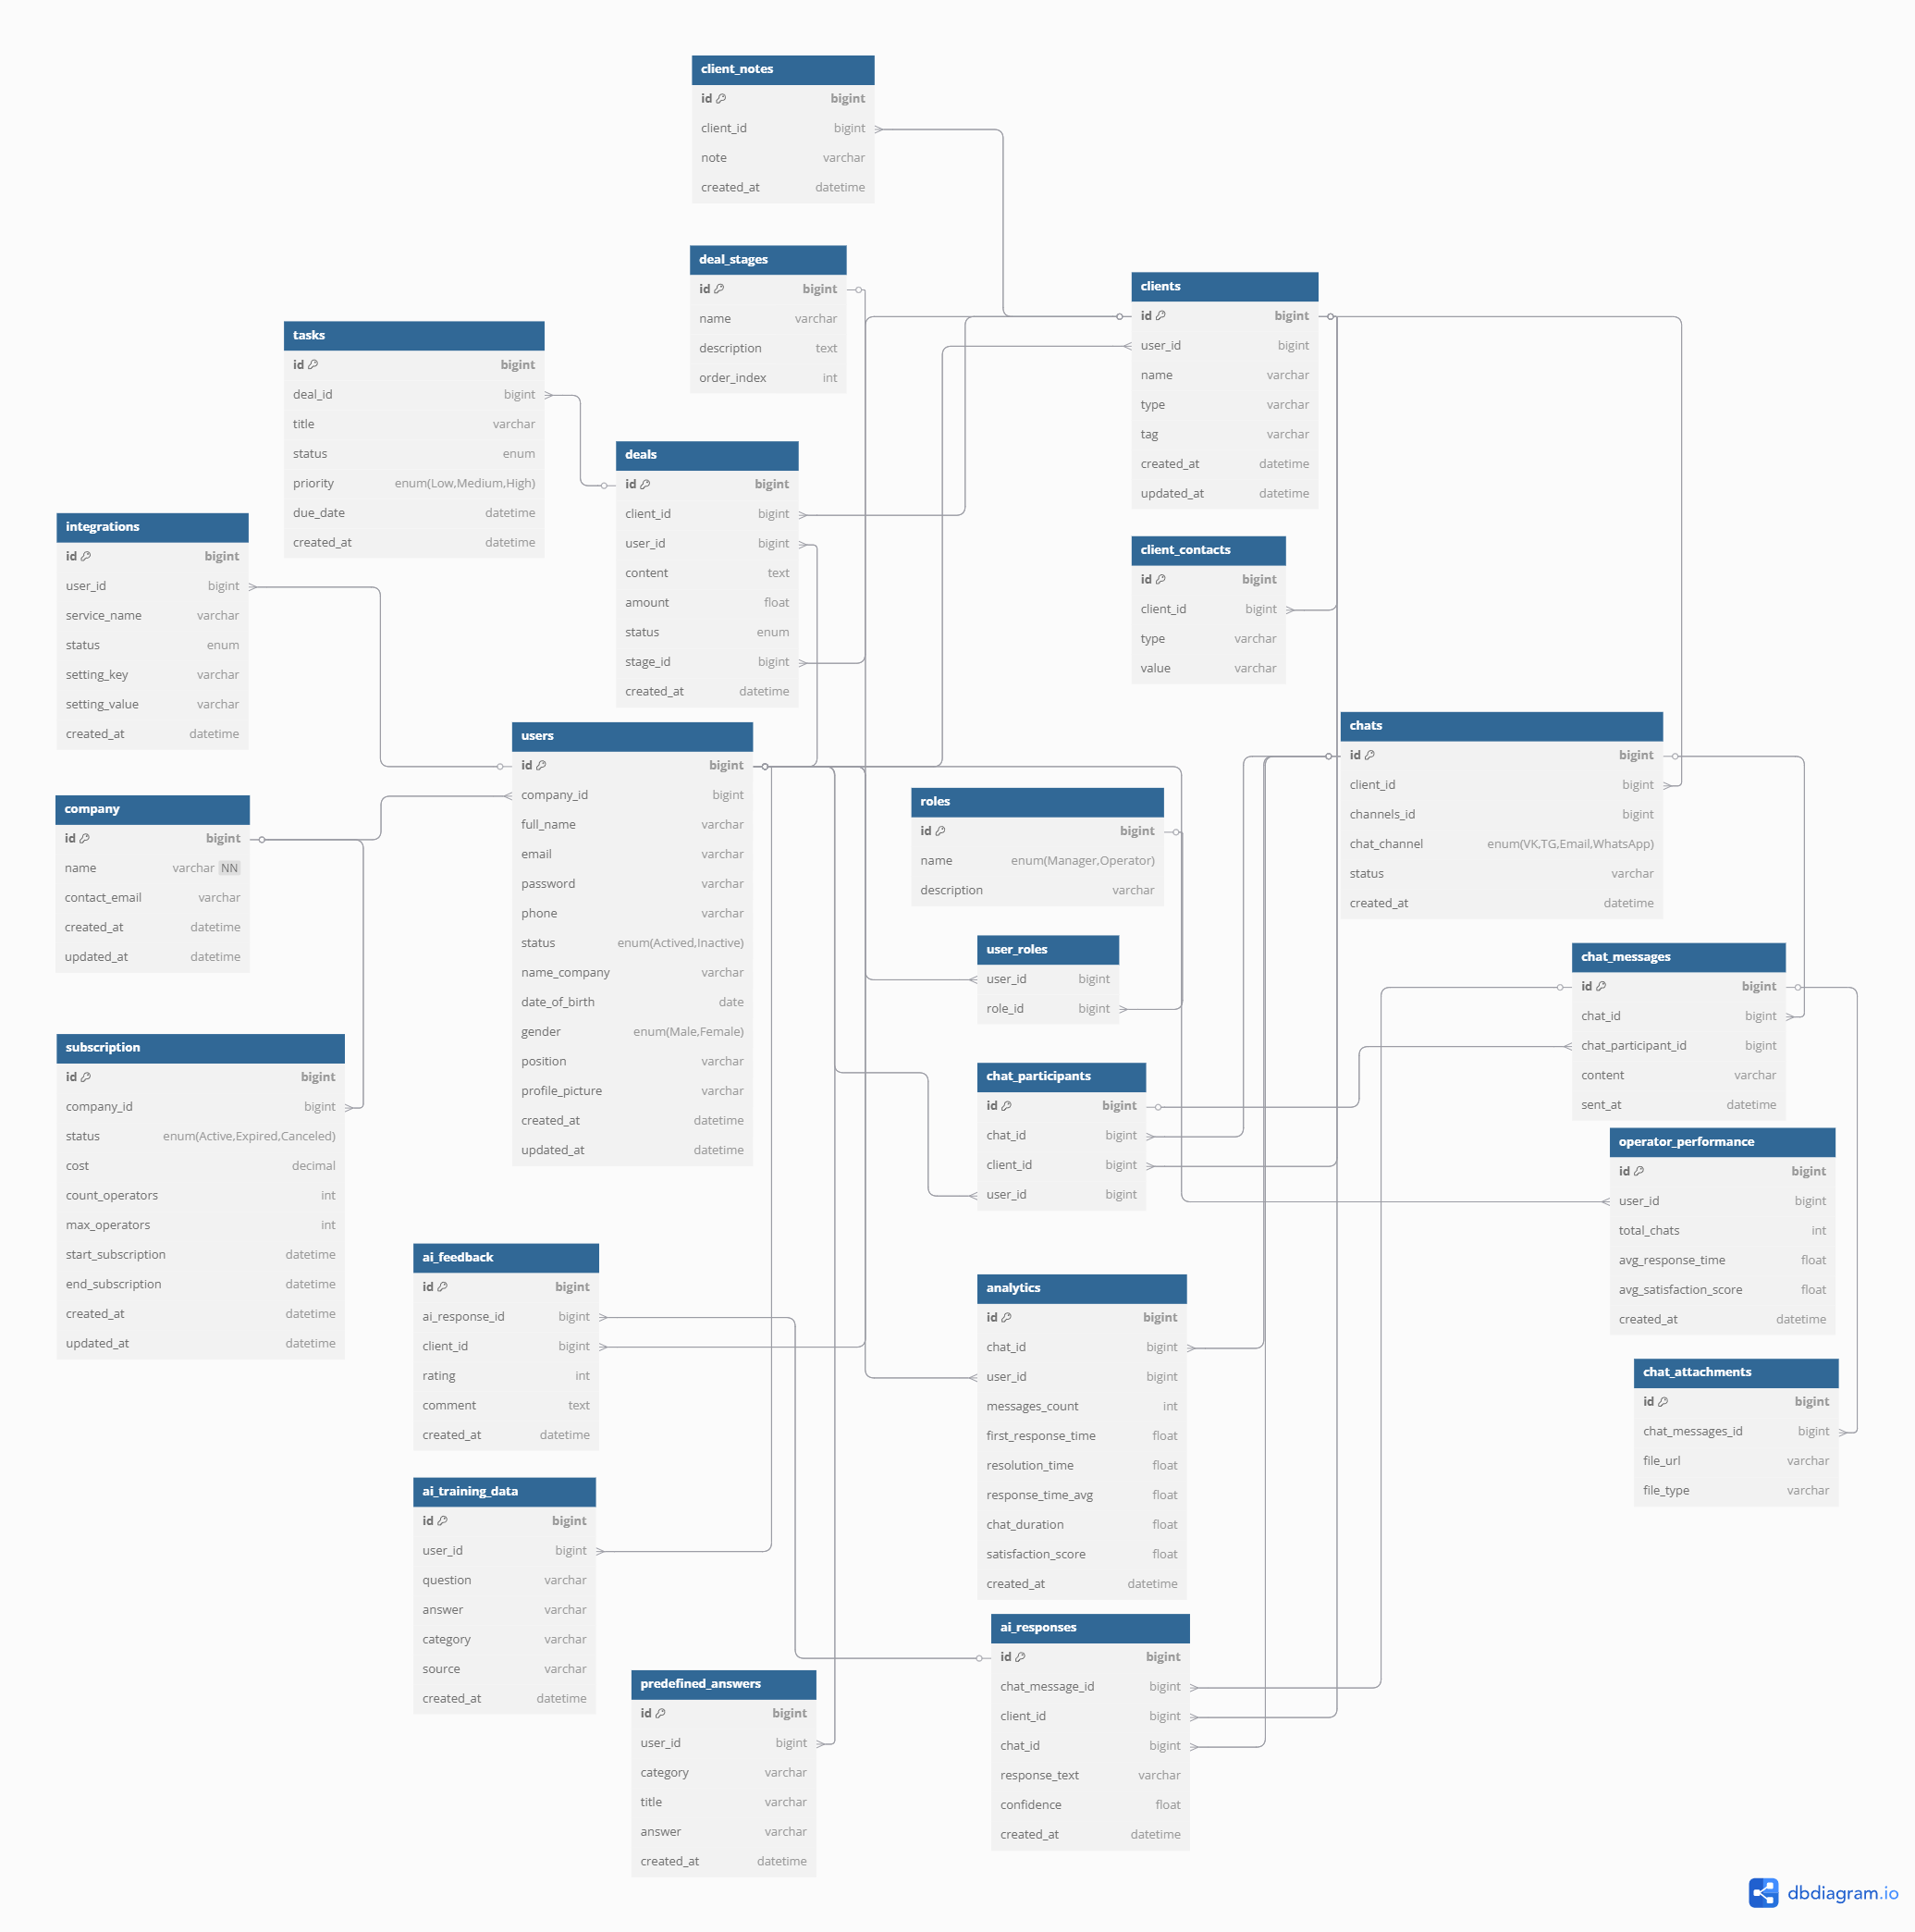 client_notes
id bigint
client_id bigint
note varchar
created_at datetime
deal_stages
id bigint
name varchar
description text
order_index int
clients
id bigint
user_id bigint
name varchar
type varchar
tag varchar
created_at datetime
updated_at datetime
tasks
id bigint
deal_id bigint
title varchar
status enum
priority enum(Low,Medium,High)
due_date datetime
created_at datetime
deals
id bigint
client_id bigint
user_id bigint
content text
amount float
status enum
stage_id bigint
created_at datetime
integrations
id bigint
user_id bigint
service_name varchar
status enum
setting_key varchar
setting_value varchar
created_at datetime
client_contacts
id bigint
client_id bigint
type varchar
value varchar
users
id bigint
company_id bigint
full_name varchar
email varchar
password varchar
phone varchar
status enum(Actived,Inactive)
name_company varchar
date_of_birth date
gender enum(Male,Female)
position varchar
profile_picture varchar
created_at datetime
updated_at datetime
chats
id bigint
client_id bigint
channels_id bigint
chat_channel enum(VK,TG,Email,WhatsApp)
status varchar
created_at datetime
company
id bigint
name varchar NN
contact_email varchar
created_at datetime
updated_at datetime
roles
id bigint
name enum(Manager,Operator)
description varchar
user_roles
user_id bigint
role_id bigint
chat_messages
id bigint
chat_id bigint
chat_participant_id bigint
content varchar
sent_at datetime
subscription
id bigint
company_id bigint
status enum(Active,Expired,Canceled)
cost decimal
count_operators int
max_operators int
start_subscription datetime
end_subscription datetime
created_at datetime
updated_at datetime
chat_participants
id bigint
chat_id bigint
client_id bigint
user_id bigint
operator_performance
id bigint
user_id bigint
total_chats int
avg_response_time float
avg_satisfaction_score float
created_at datetime
ai_feedback
id bigint
ai_response_id bigint
client_id bigint
rating int
comment text
created_at datetime
analytics
id bigint
chat_id bigint
user_id bigint
messages_count int
first_response_time float
resolution_time float
response_time_avg float
chat_duration float
satisfaction_score float
created_at datetime
chat_attachments
id bigint
chat_messages_id bigint
file_url varchar
file_type varchar
ai_training_data
id bigint
user_id bigint
question varchar
answer varchar
category varchar
source varchar
created_at datetime
ai_responses
id bigint
chat_message_id bigint
client_id bigint
chat_id bigint
response_text varchar
confidence float
created_at datetime
predefined_answers
id bigint
user_id bigint
category varchar
title varchar
answer varchar
created_at datetime
dbdiagram.io